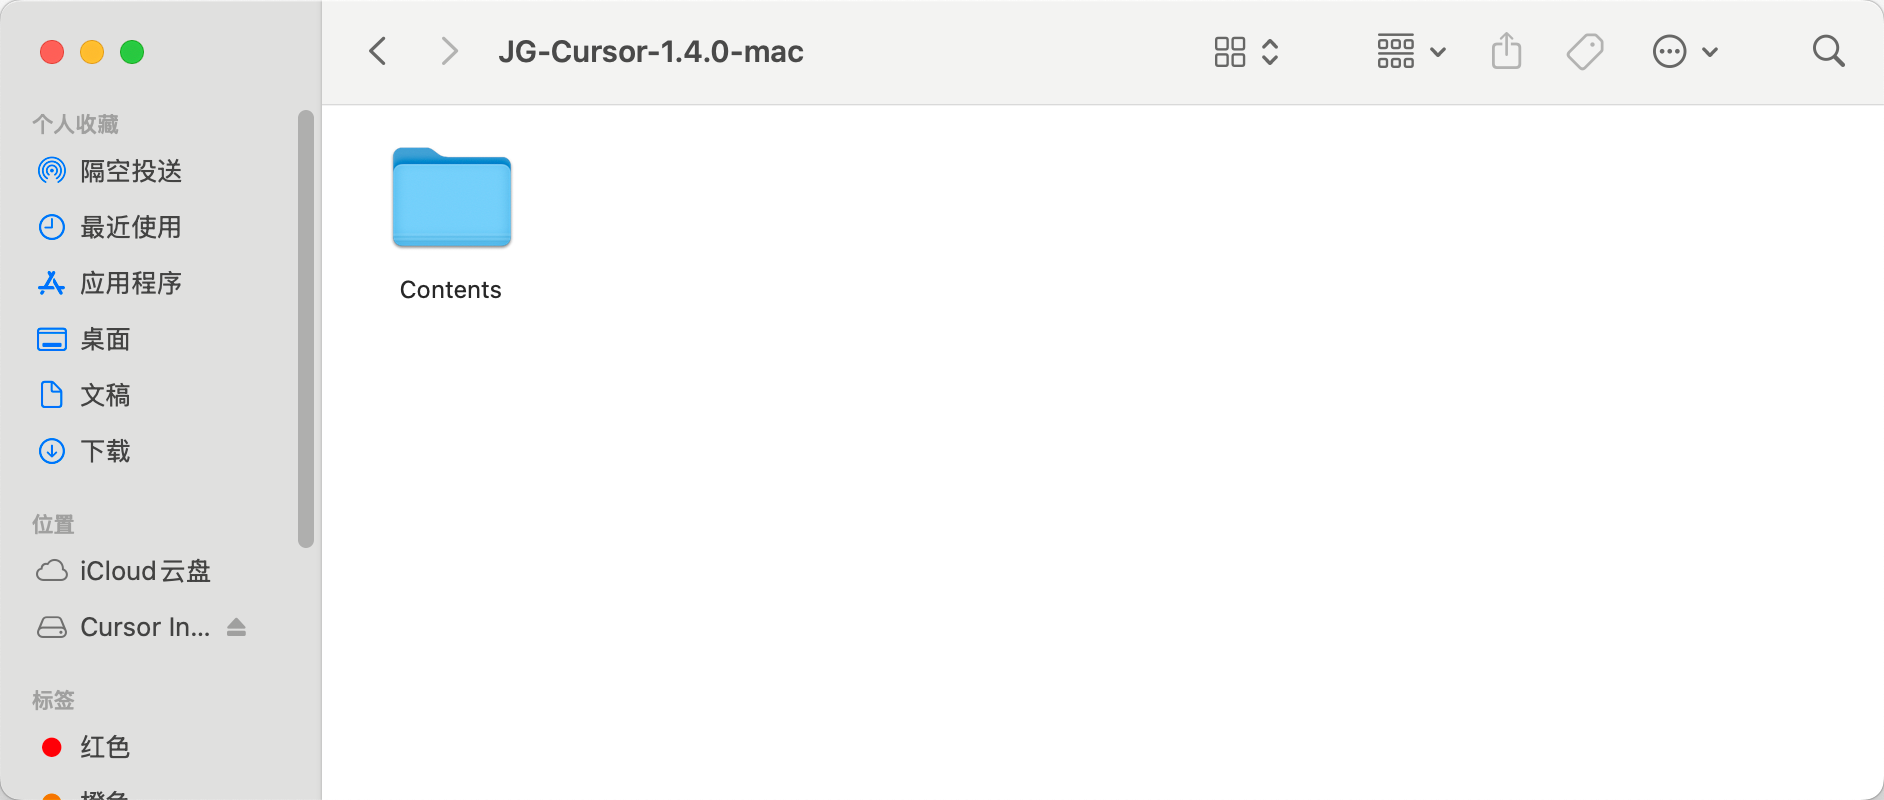 JG-Cursor-1.4.0-mac
个人收藏
隔空投送
最近使用
应用程序
桌面
文稿
下载
位置
iCloud云盘
Cursor In...
标签
红色
橙色
Contents